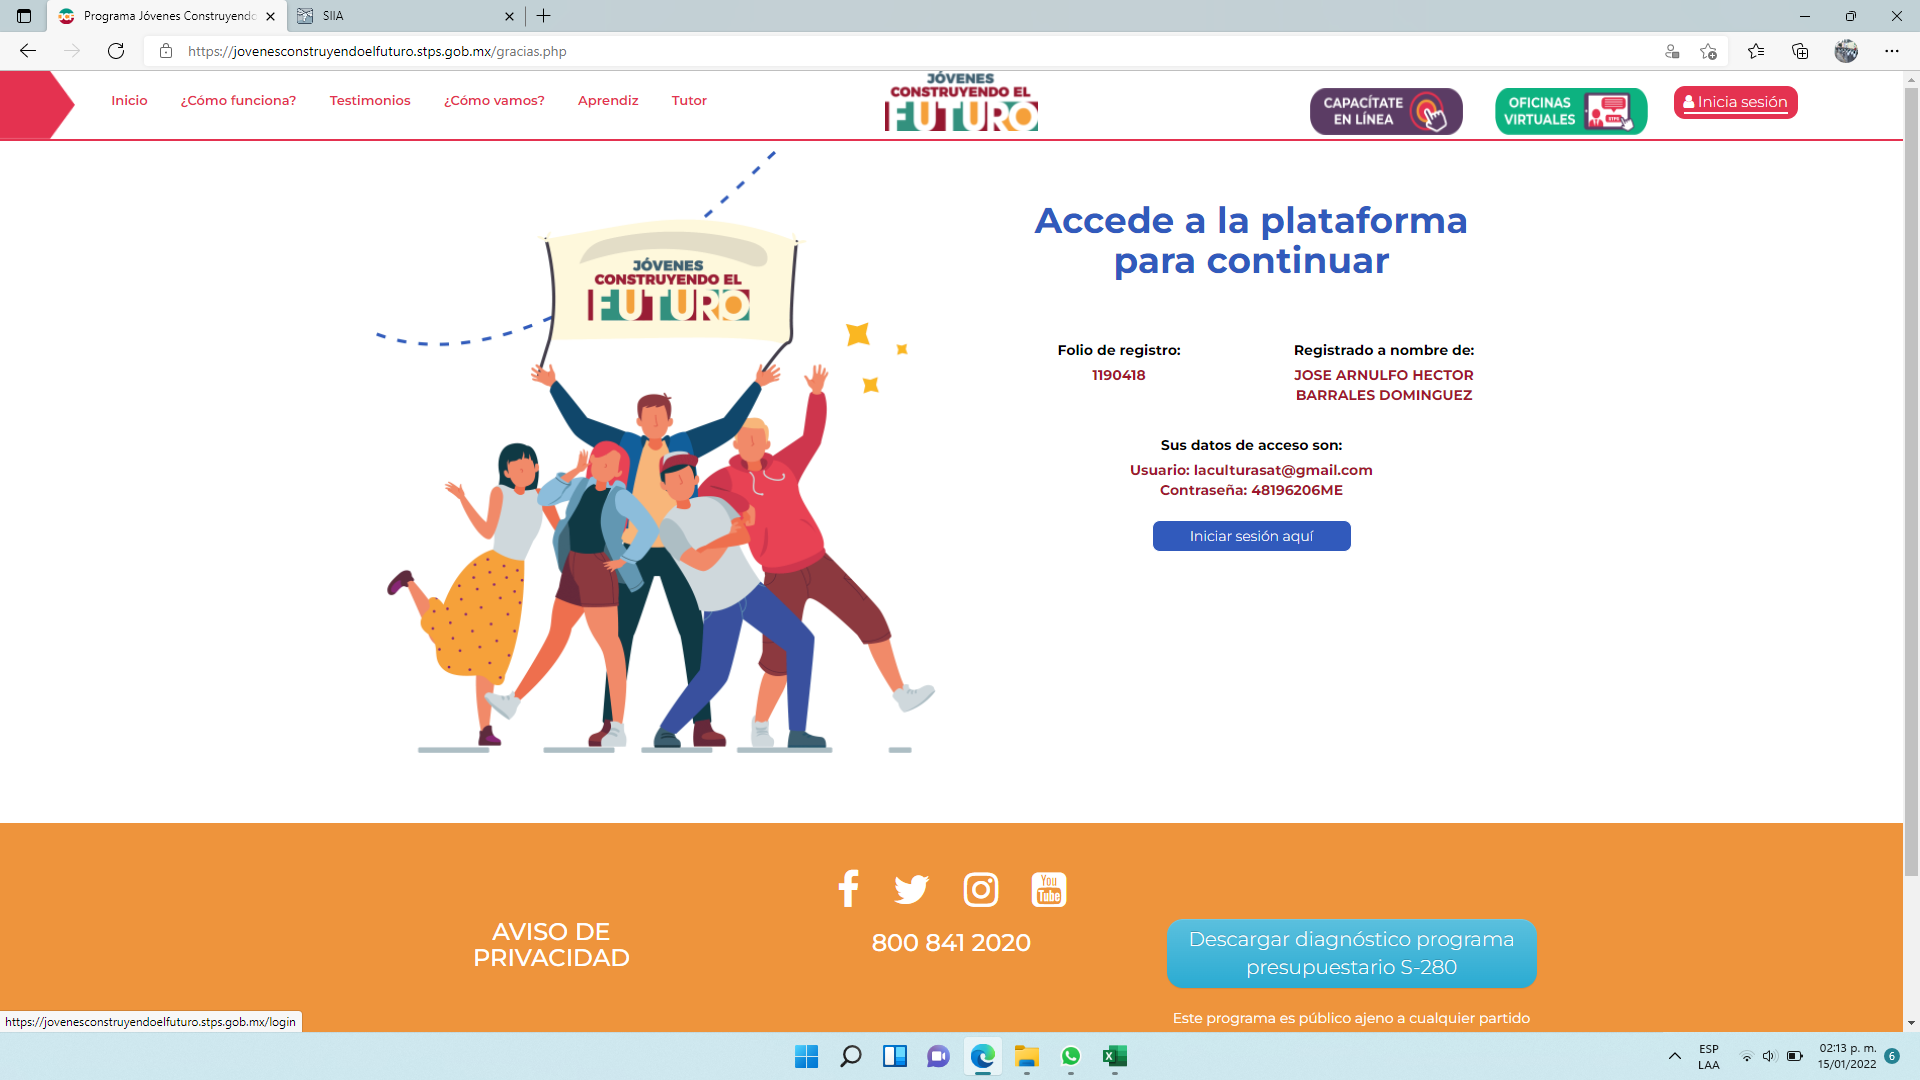 Programa Jóvenes Construyendo
SIIA
https://jovenesconstruyendoelfuturo.stps.gob.mx/gracias.php
Inicio
¿Cómo funciona?
Testimonios
¿Cómo vamos?
Aprendiz
Tutor
JÓVENES
CONSTRUYENDO EL
FUTURO
CAPACÍTATE
EN LÍNEA
OFICINAS
VIRTUALES
Inicia sesión
JÓVENES
CONSTRUYENDO EL
FUTURO
Accede a la plataforma
para continuar
Folio de registro:
1190418
Registrado a nombre de:
JOSE ARNULFO HECTOR
BARRALES DOMINGUEZ
Sus datos de acceso son:
Usuario: laculturasat@gmail.com
Contraseña: 48196206ME
Iniciar sesión aquí
You
Tube
AVISO DE
PRIVACIDAD
800 841 2020
Descargar diagnóstico programa
presupuestario S-280
Este programa es público ajeno a cualquier partido
https://jovenesconstruyendoelfuturo.stps.gob.mx/login
ESP
LAA
02:13 p. m.
15/01/2022
6